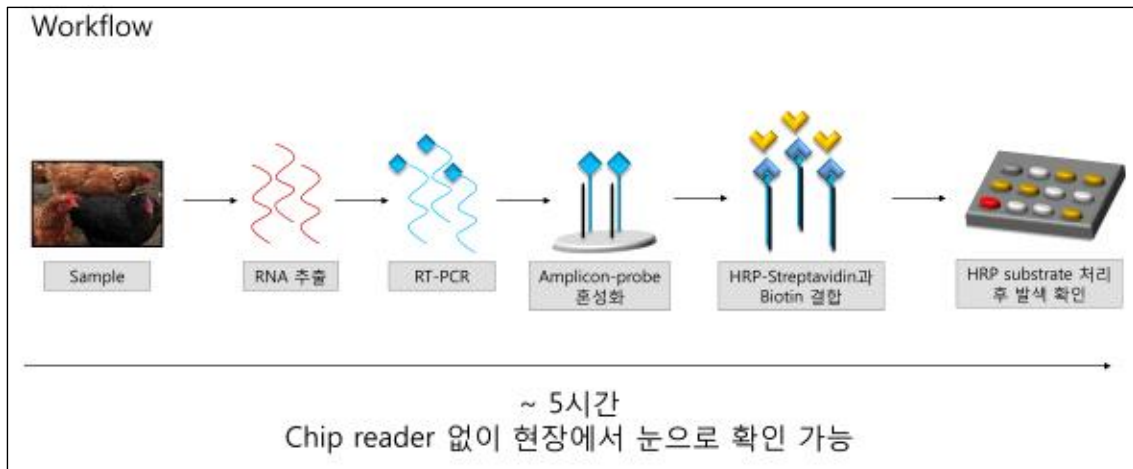 Workflow
Sample
RNA 추출
RT-PCR
Amplicon-probe
혼성화
HRP-Streptavidin과
Biotin 결합
HRP substrate 처리
후 발색 확인
~ 5시간
Chip reader 없이 현장에서 눈으로 확인 가능